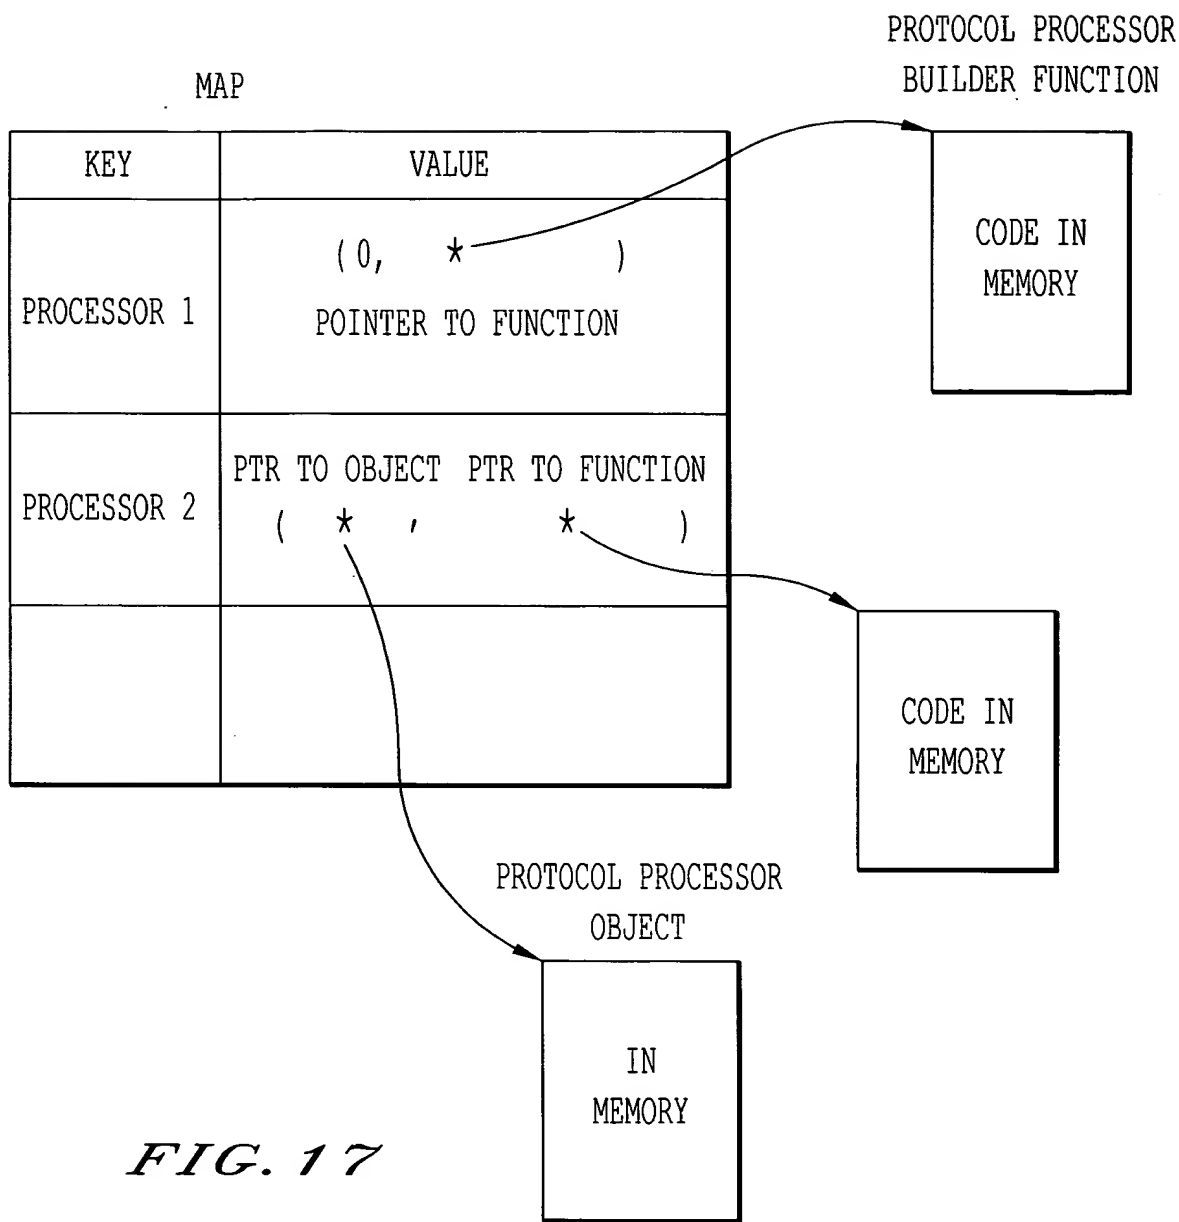 PROTOCOL PROCESSOR
BUILDER FUNCTION
MAP
KEY VALUE
CODE IN
MEMORY
(0, * )
PROCESSOR 1
POINTER TO FUNCTION
PTR TO OBJECT PTR TO FUNCTION
PROCESSOR 2
( * , * )
CODE IN
MEMORY
PROTOCOL PROCESSOR
OBJECT
IN
MEMORY
FIG. 17